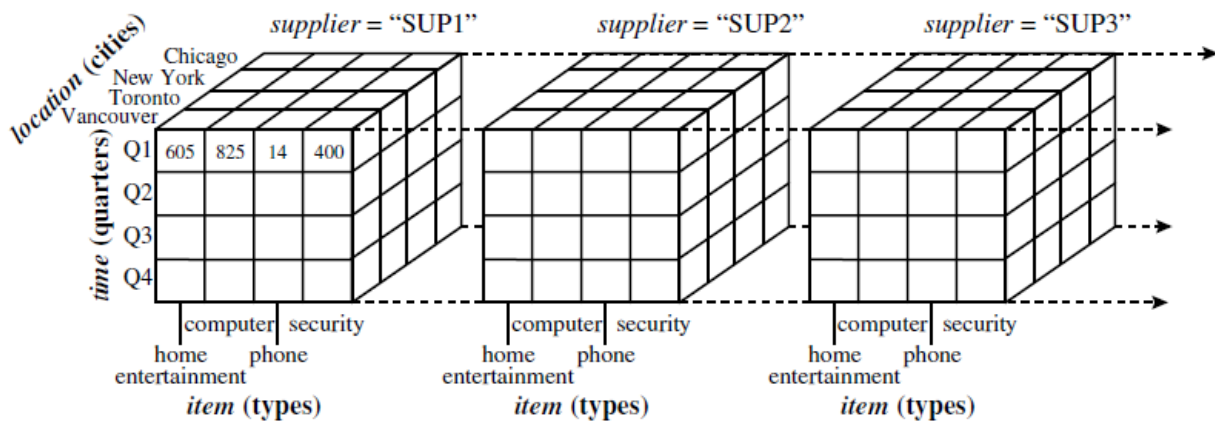 supplier = “SUP1” supplier = “SUP2” supplier = “SUP3”
location (cities)
Chicago
New York
Toronto
Vancouver
time (quarters)
Q1 605 825 14 400
Q2
Q3
Q4
computer security computer security computer security
home phone home phone home phone
entertainment entertainment entertainment
item (types) item (types) item (types)